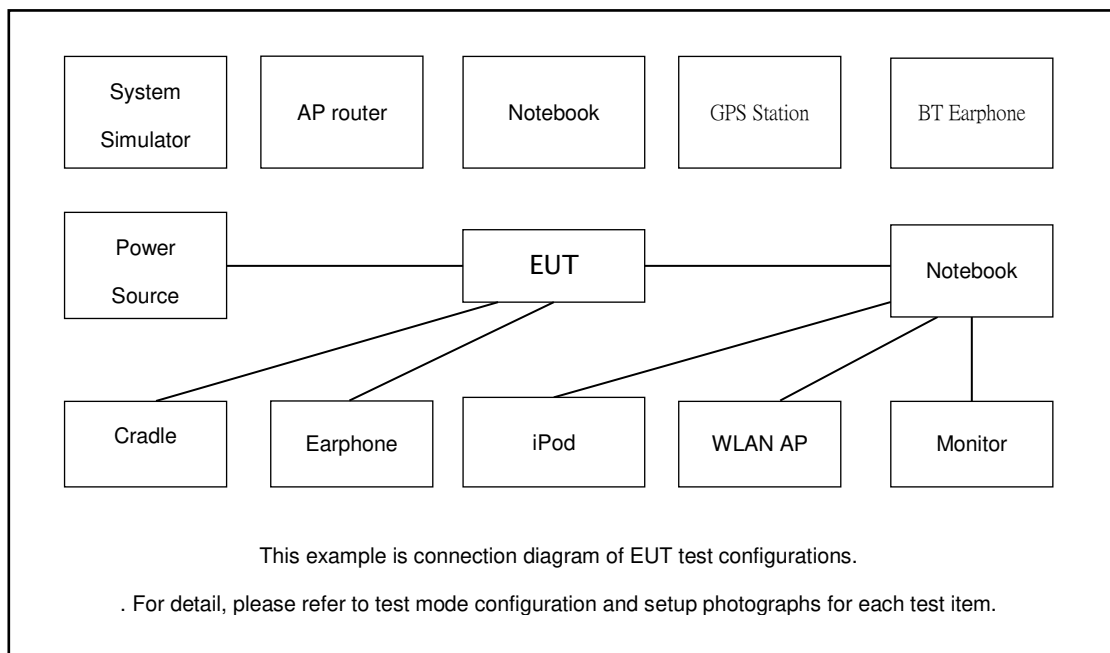 System
Simulator
AP router
Notebook
GPS Station
BT Earphone
Power
Source
EUT
Notebook
Cradle
Earphone
iPod
WLAN AP
Monitor
This example is connection diagram of EUT test configurations.
. For detail, please refer to test mode configuration and setup photographs for each test item.